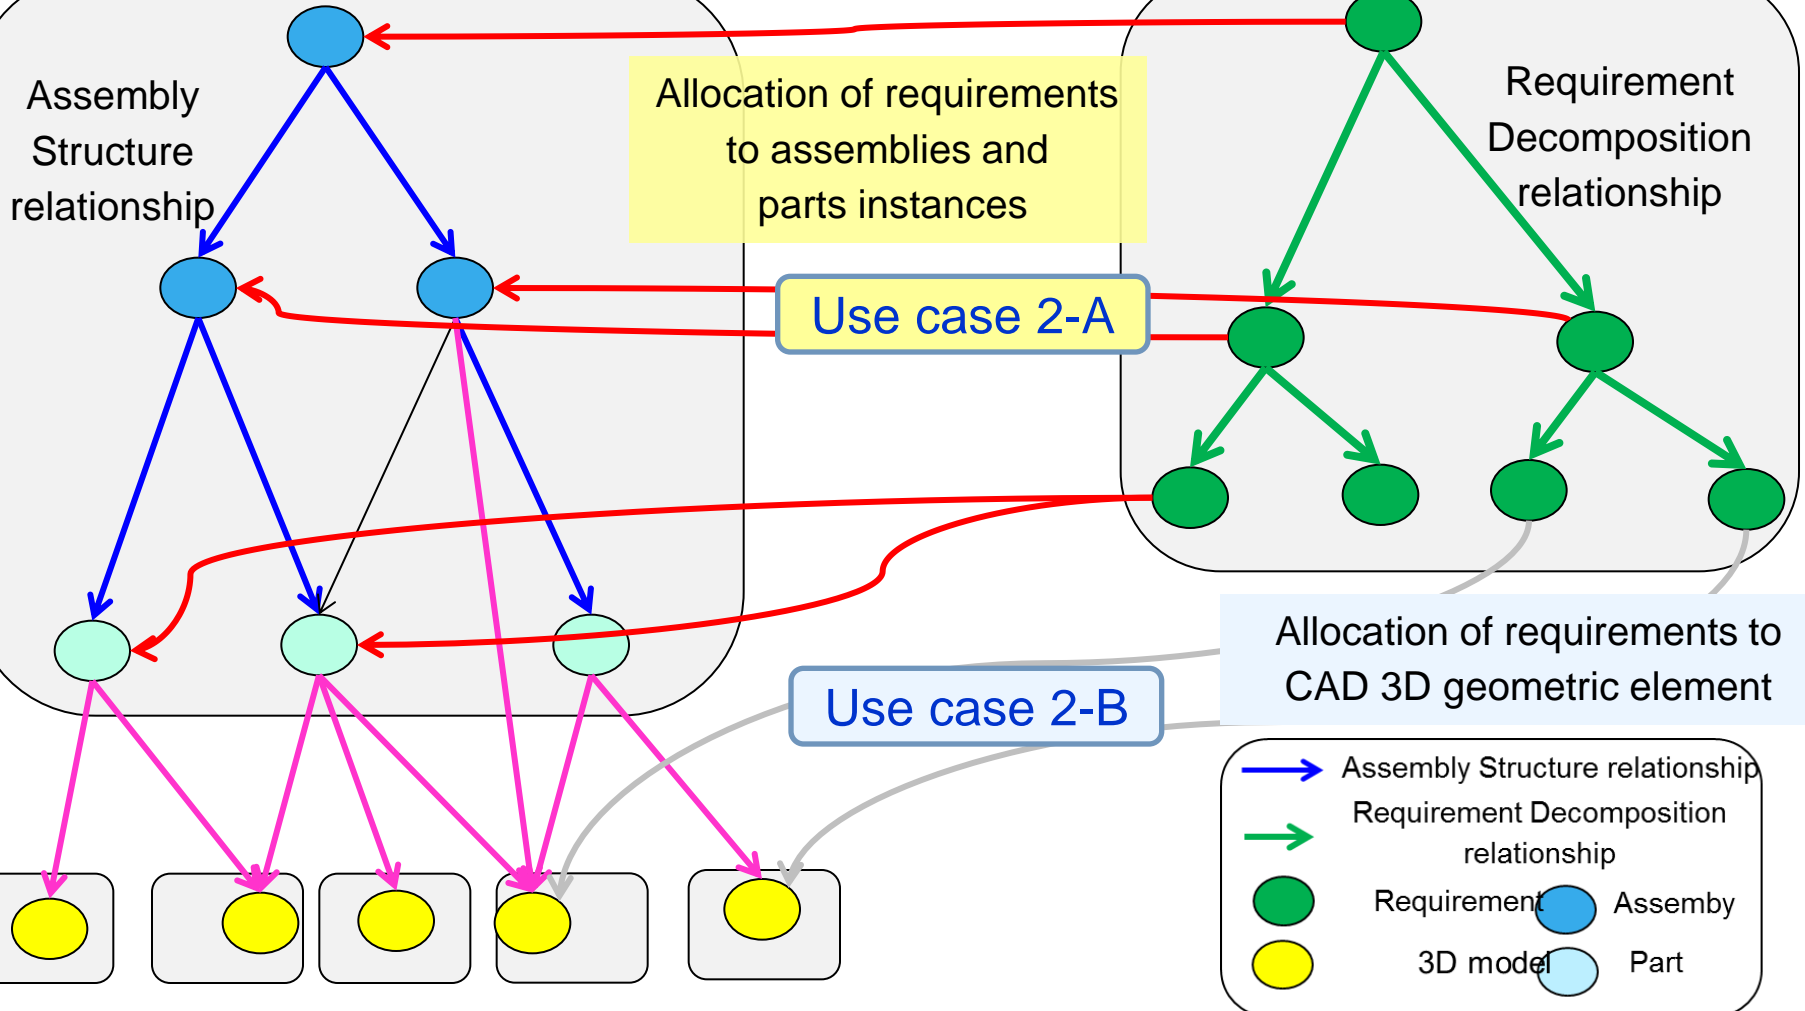 Assembly
Structure
relationship
Allocation of requirements
to assemblies and
parts instances
Requirement
Decomposition
relationship
Use case 2-A
Allocation of requirements to
CAD 3D geometric element
Use case 2-B
Assembly Structure relationship
Requirement Decomposition
relationship
Requirement Assemby
3D model Part